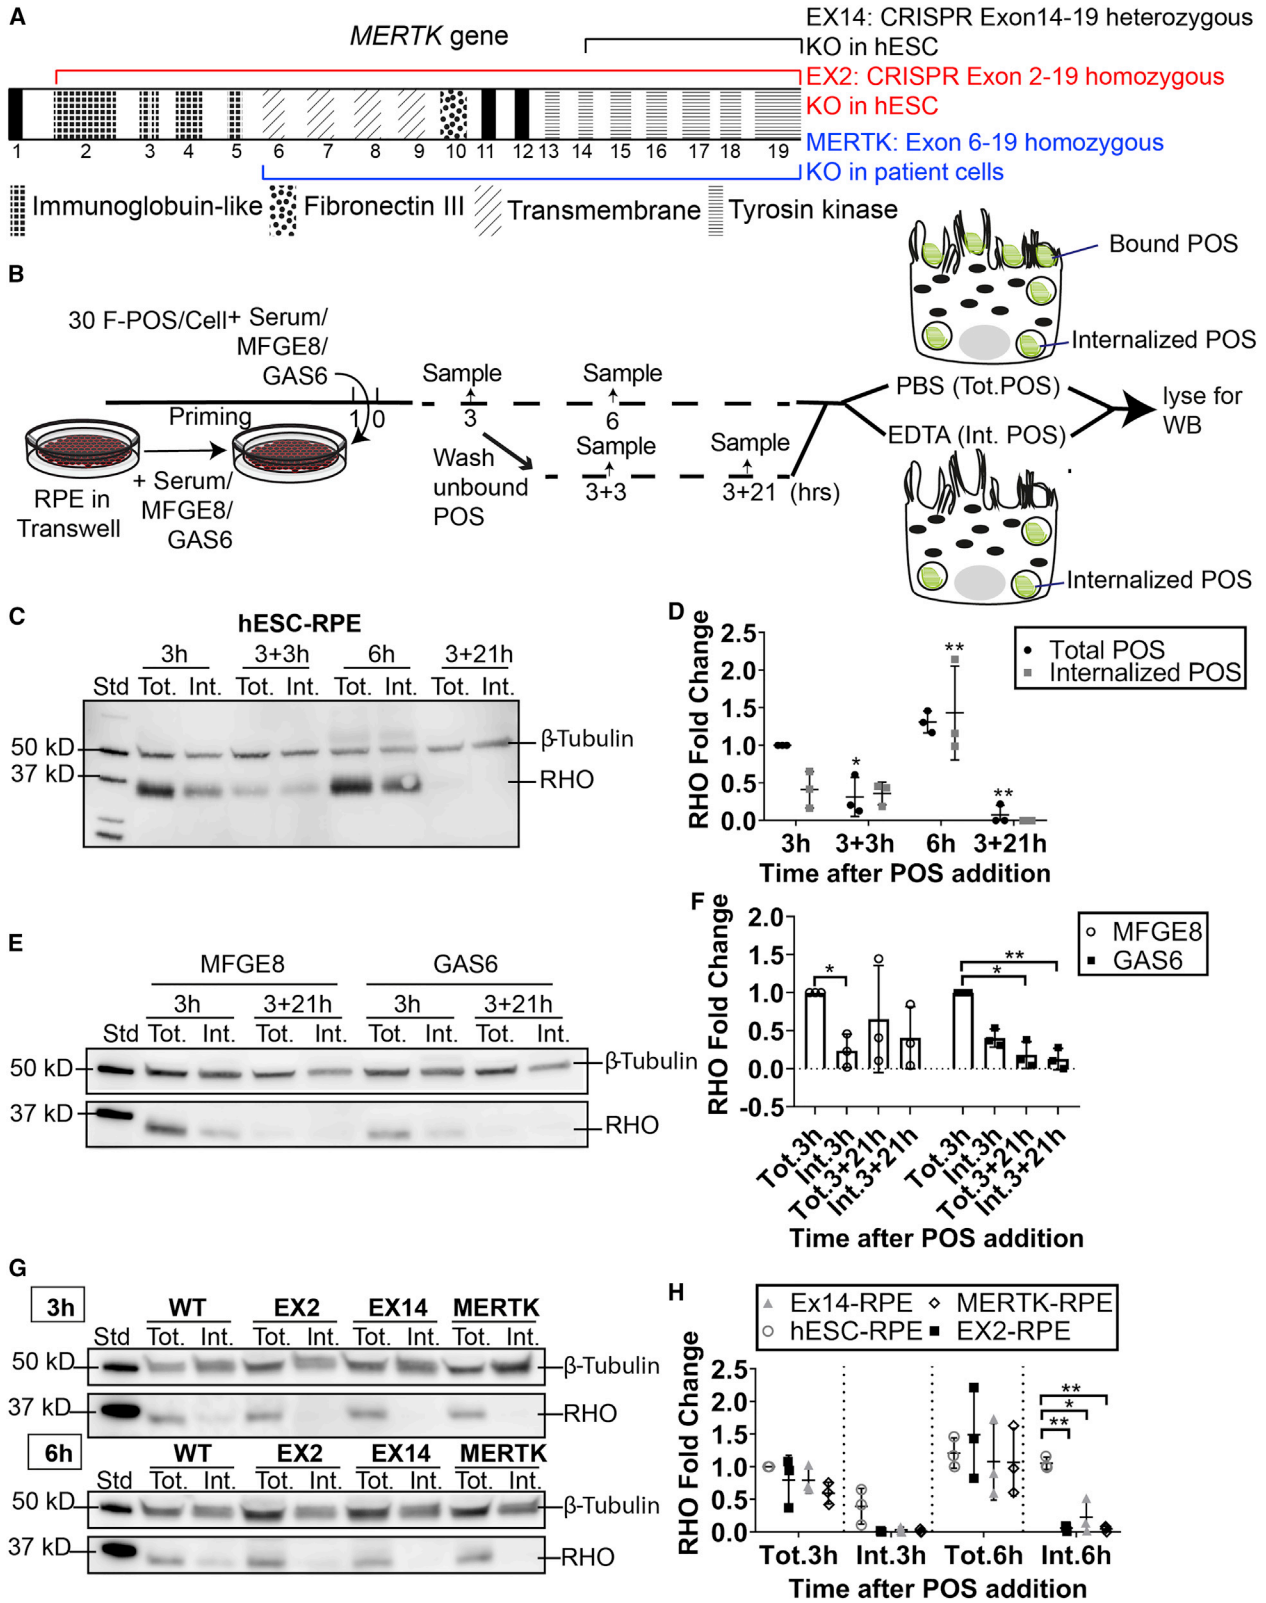 A
MERTK gene
EX14: CRISPR Exon14-19 heterozygous
KO in hESC
EX2: CRISPR Exon 2-19 homozygous
KO in hESC
MERTK: Exon 6-19 homozygous
KO in patient cells
1 2 3 4 5 6 7 8 9 10 11 12 13 14 15 16 17 18 19
Immunoglobuin-like
Fibronectin III
Transmembrane
Tyrosin kinase
B
30 F-POS/Cell
+ Serum/
MFGE8/
GAS6
Priming
1 0
RPE in
Transwell
+ Serum/
MFGE8/
GAS6
Sample
3
Sample
6
Wash
unbound
POS
Sample
3+3
Sample
3+21 (hrs)
PBS (Tot.POS)
EDTA (Int. POS)
lyse for
WB
Bound POS
Internalized POS
Internalized POS
C
hESC-RPE
3h 3+3h 6h 3+21h
Std Tot. Int. Tot. Int. Tot. Int. Tot. Int.
50 kD
37 kD
β-Tubulin
RHO
D
RHO Fold Change
2.5
2.0
1.5
1.0
0.5
0.0
* ** **
3h 3+3h 6h 3+21h
Time after POS addition
Total POS
Internalized POS
E
MFGE8 GAS6
3h 3+21h 3h 3+21h
Std Tot. Int. Tot. Int. Tot. Int. Tot. Int.
50 kD
37 kD
β-Tubulin
RHO
F
RHO Fold Change
2.0
1.5
1.0
0.5
0.0
-0.5
* ** *
Tot.3h Int.3h Tot.3+21h Int.3+21h Tot.3h Int.3h Tot.3+21h Int.3+21h
Time after POS addition
MFGE8
GAS6
G
3h
WT EX2 EX14 MERTK
Std Tot. Int. Tot. Int. Tot. Int. Tot. Int.
50 kD
37 kD
β-Tubulin
RHO
6h
WT EX2 EX14 MERTK
Std Tot. Int. Tot. Int. Tot. Int. Tot. Int.
50 kD
37 kD
β-Tubulin
RHO
H
Ex14-RPE MERTK-RPE
hESC-RPE EX2-RPE
RHO Fold Change
2.5
2.0
1.5
1.0
0.5
0.0
**
*
**
Tot.3h Int.3h Tot.6h Int.6h
Time after POS addition